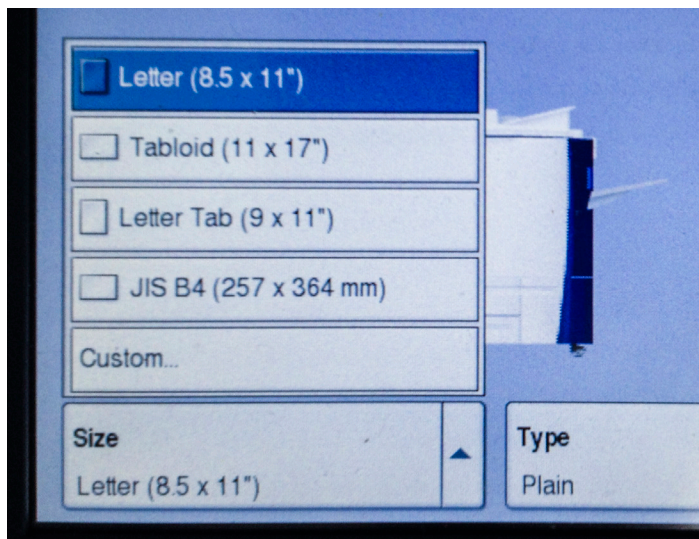 Letter (8.5 x 11")
Tabloid (11 x 17")
Letter Tab (9 x 11")
JIS B4 (257 x 364 mm)
Custom...
Size
Letter (8.5 x 11")
Type
Plain